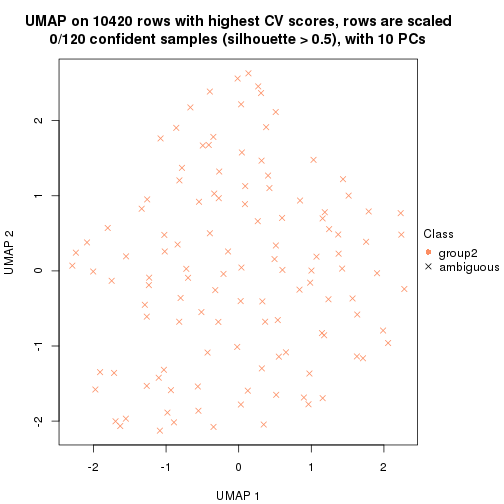 UMAP on 10420 rows with highest CV scores, rows are scaled
0/120 confident samples (silhouette > 0.5), with 10 PCs
2
1
0
-1
-2
UMAP 2
-2
-1
0
1
2
UMAP 1
Class
group2
ambiguous